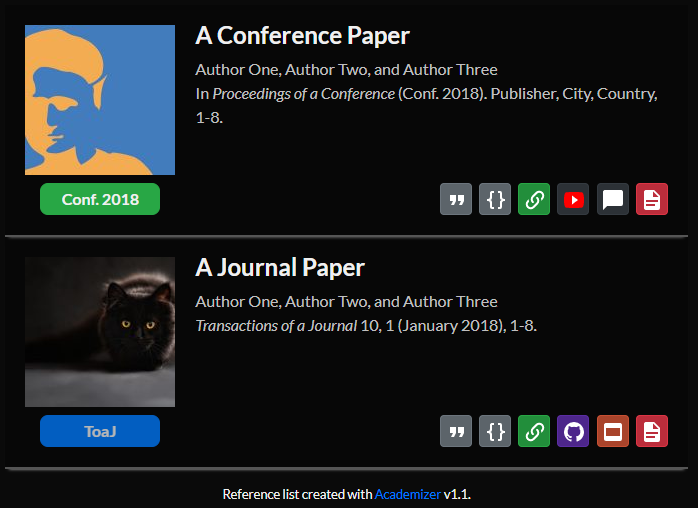 A Conference Paper
Author One, Author Two, and Author Three
In Proceedings of a Conference (Conf. 2018). Publisher, City, Country,
1-8.
Conf. 2018
A Journal Paper
Author One, Author Two, and Author Three
Transactions of a Journal 10, 1 (January 2018), 1-8.
ToaJ
Reference list created with Academizer v1.1.